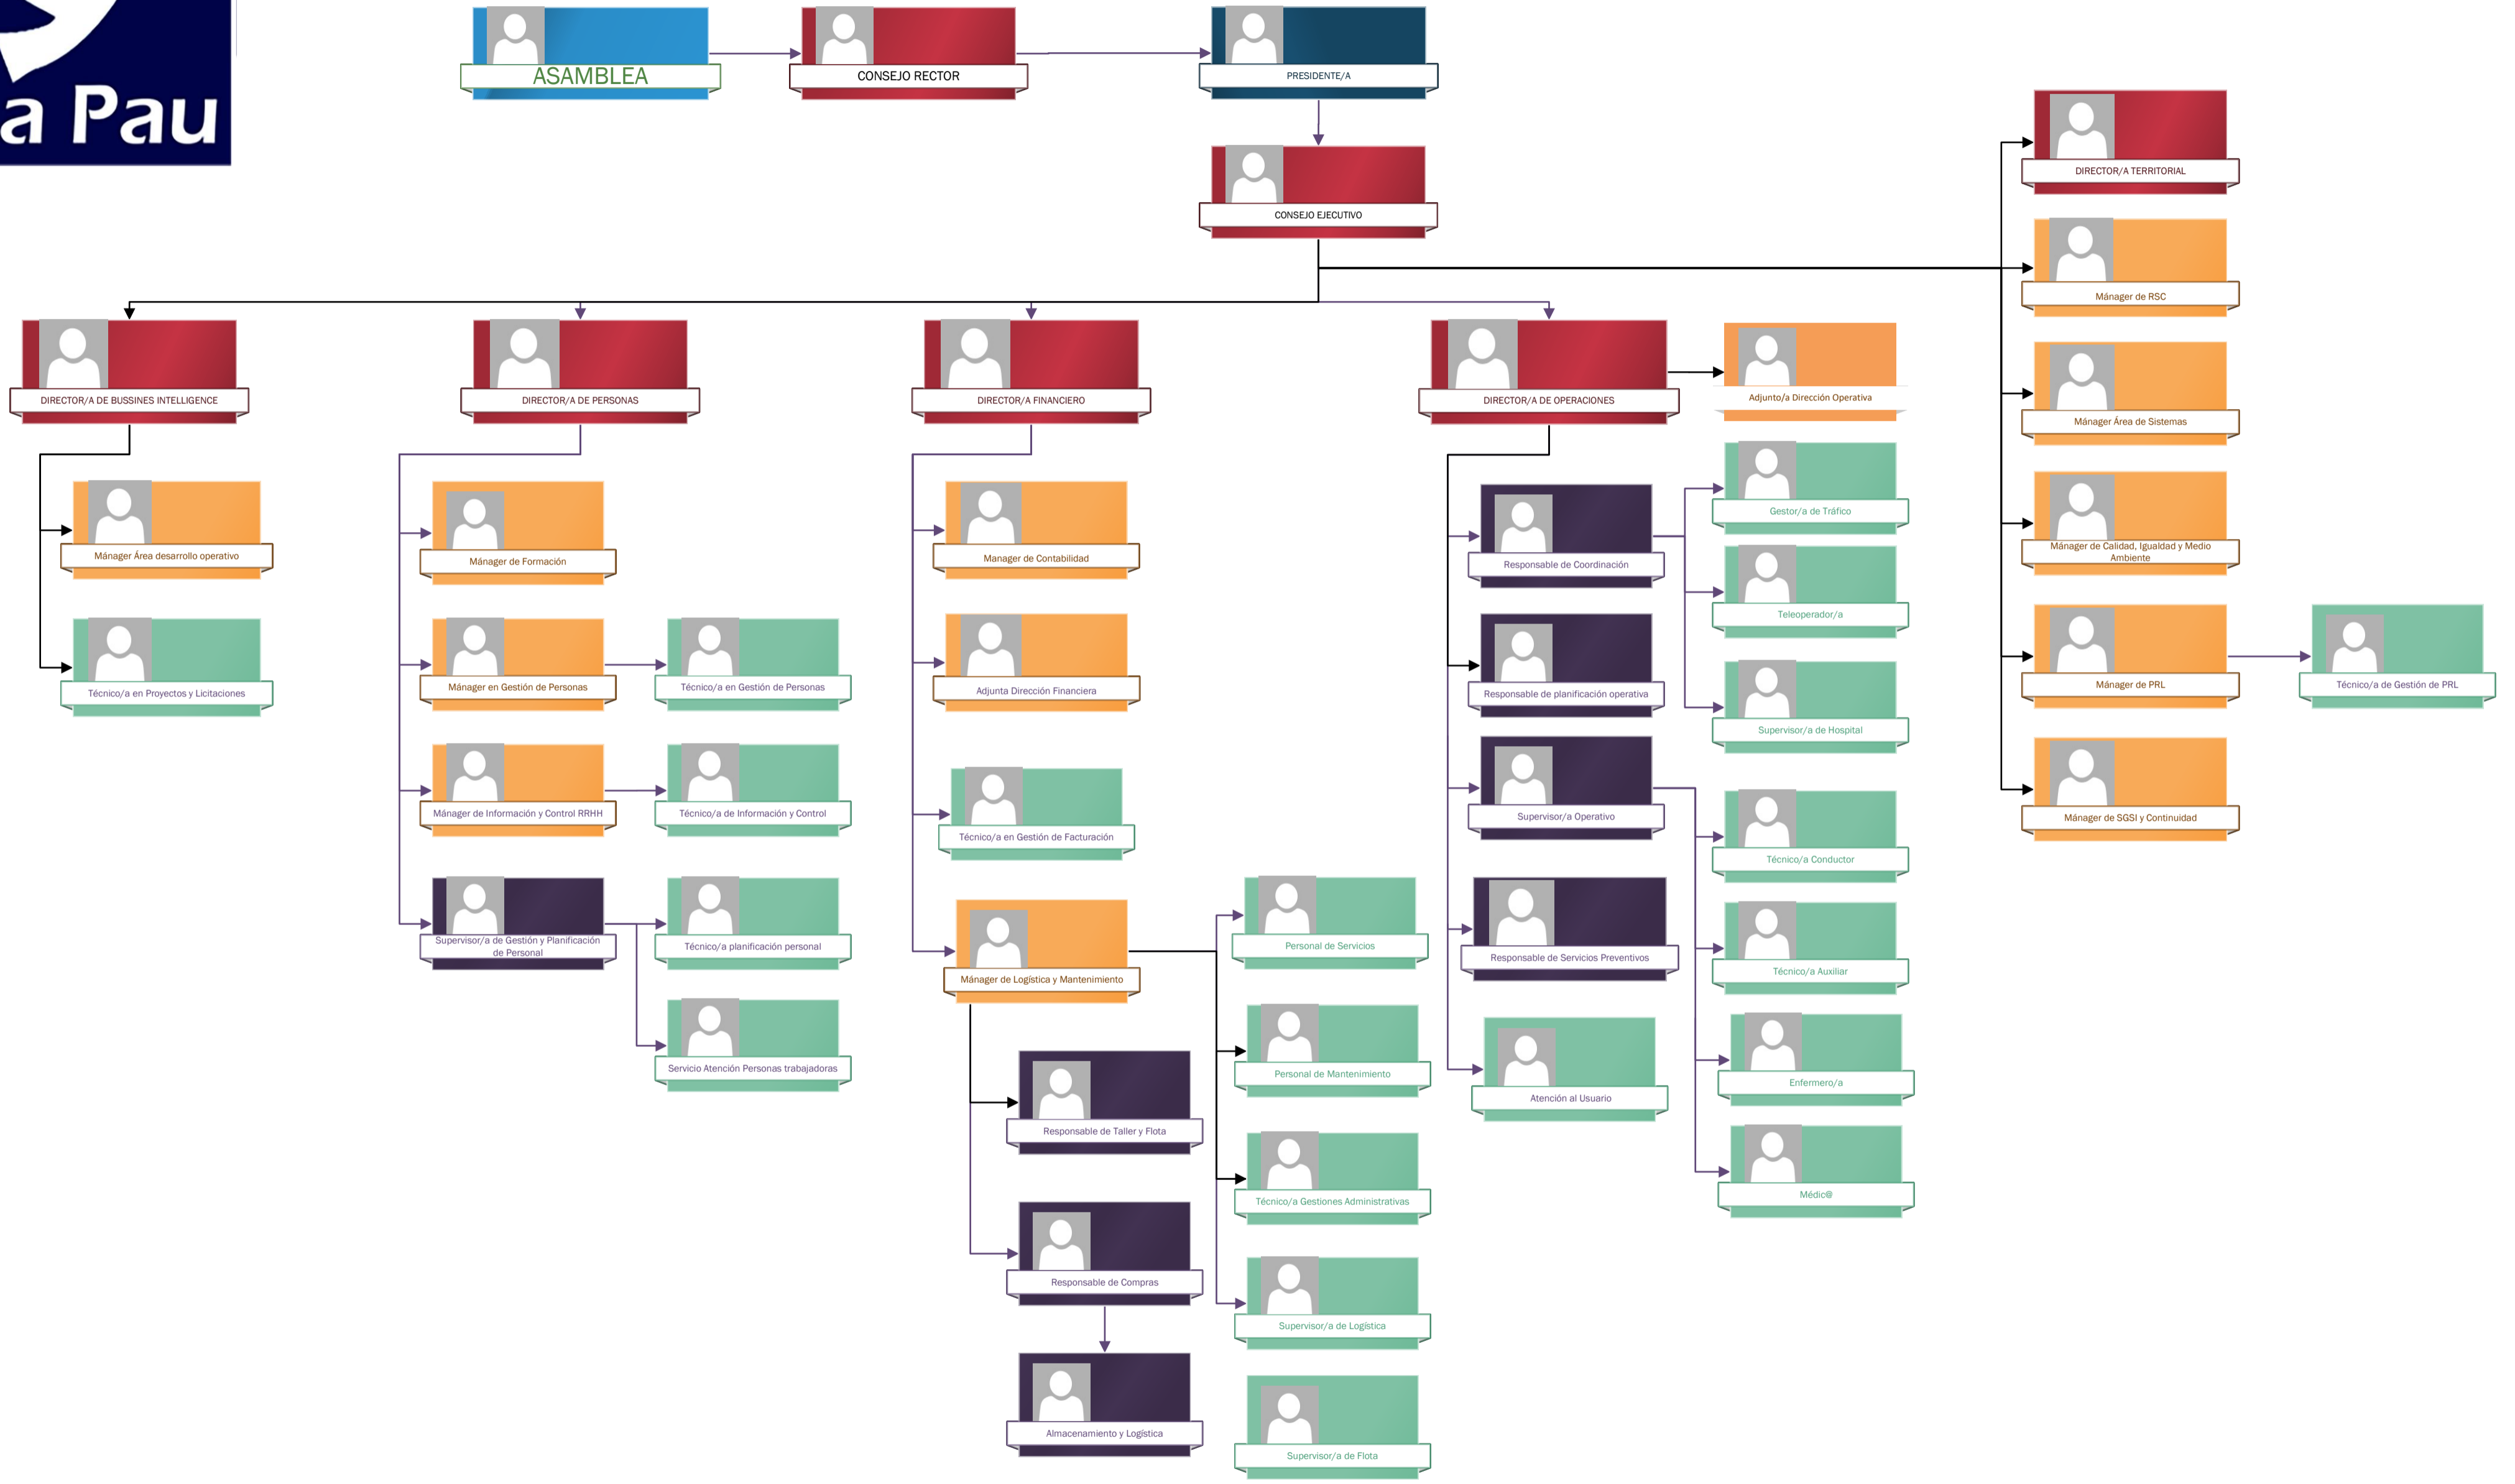 a Pau
ASAMBLEA
CONSEJO RECTOR
PRESIDENTE/A
CONSEJO EJECUTIVO
DIRECTOR/A TERRITORIAL
Mánager de RSC
Mánager Área de Sistemas
Mánager de Calidad, Igualdad y Medio
Ambiente
Mánager de PRL
Técnico/a de Gestión de PRL
Mánager de SGSI y Continuidad
DIRECTOR/A DE BUSSINES INTELLIGENCE
Mánager Área desarrollo operativo
Técnico/a en Proyectos y Licitaciones
DIRECTOR/A DE PERSONAS
Mánager de Formación
Mánager en Gestión de Personas
Técnico/a en Gestión de Personas
Mánager de Información y Control RRHH
Técnico/a de Información y Control
Supervisor/a de Gestión y Planificación
de Personal
Técnico/a planificación personal
Servicio Atención Personas trabajadoras
DIRECTOR/A FINANCIERO
Manager de Contabilidad
Adjunta Dirección Financiera
Técnico/a en Gestión de Facturación
Mánager de Logística y Mantenimiento
Responsable de Taller y Flota
Responsable de Compras
Almacenamiento y Logística
Personal de Servicios
Personal de Mantenimiento
Técnico/a Gestiones Administrativas
Supervisor/a de Logística
Supervisor/a de Flota
DIRECTOR/A DE OPERACIONES
Adjunto/a Dirección Operativa
Responsable de Coordinación
Gestor/a de Tráfico
Teleoperador/a
Supervisor/a de Hospital
Responsable de planificación operativa
Supervisor/a Operativo
Técnico/a Conductor
Técnico/a Auxiliar
Enfermero/a
Médic@
Responsable de Servicios Preventivos
Atención al Usuario